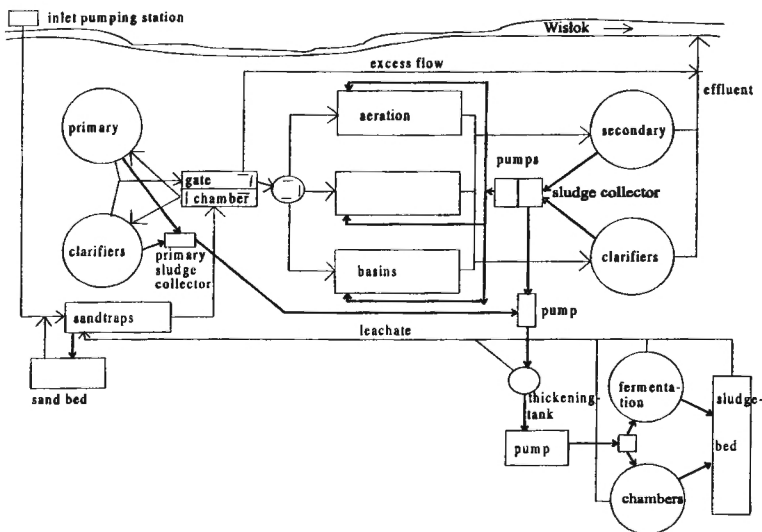 inlet pumping station
Wisłok
excess flow
effluent
primary
aeration
secondary
pumps
gate
chamber
sludge collector
clarifiers
primary
sludge
collector
basins
clarifiers
sandtraps
pump
leachate
sand bed
thickening-
tank
fermenta-
tion
sludge-
bed
pump
chambers